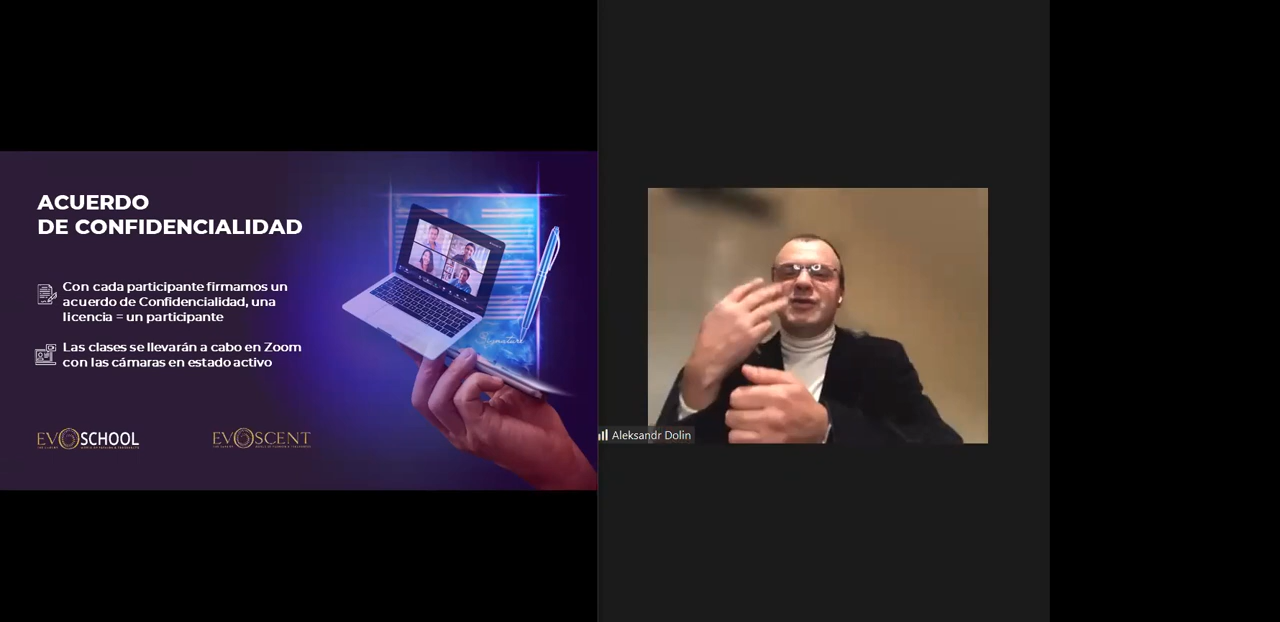 ACUERDO
DE CONFIDENCIALIDAD
Con cada participante firmamos un
acuerdo de Confidencialidad, una
licencia = un participante
Las clases se llevarán a cabo en Zoom
con las cámaras en estado activo
EVOSCHOOL
EVOSCENT
Signature
Aleksandr Dolin